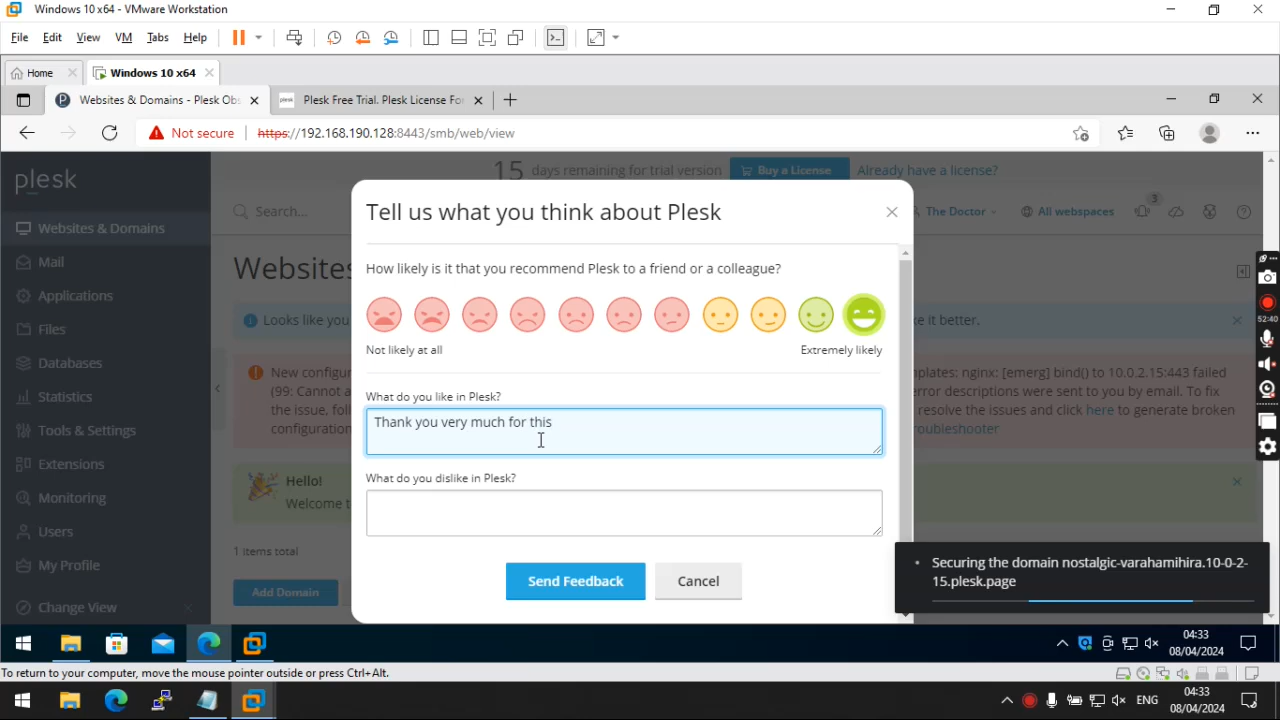 Windows 10 x64 - VMware Workstation
File Edit View VM Tabs Help
Home Windows 10 x64
Websites & Domains - Plesk Obs Plesk Free Trial. Plesk License For
Not secure https://192.168.190.128:8443/smb/web/view
plesk
15 days remaining for trial version Buy a License Already have a license?
Search... The Doctor All webspaces 3
Websites & Domains
Mail
Applications
Files
Databases
Statistics
Tools & Settings
Extensions
Monitoring
Users
My Profile
Change View
Websites
Looks like you ke it better.
New configur mplates: nginx: [emerg] bind() to 10.0.2.15:443 failed
(99: Cannot a error descriptions were sent to you by email. To fix
the issue, foll resolve the issues and click here to generate broken
configuration roubleshooter
Hello!
Welcome t
1 items total
Add Domain
Tell us what you think about Plesk
How likely is it that you recommend Plesk to a friend or a colleague?
Not likely at all Extremely likely
What do you like in Plesk?
Thank you very much for this
What do you dislike in Plesk?
Send Feedback Cancel
Securing the domain nostalgic-varahamihira.10-0-2-
15.plesk.page
52:40
04:33
08/04/2024
To return to your computer, move the mouse pointer outside or press Ctrl+Alt.
ENG
04:33
08/04/2024